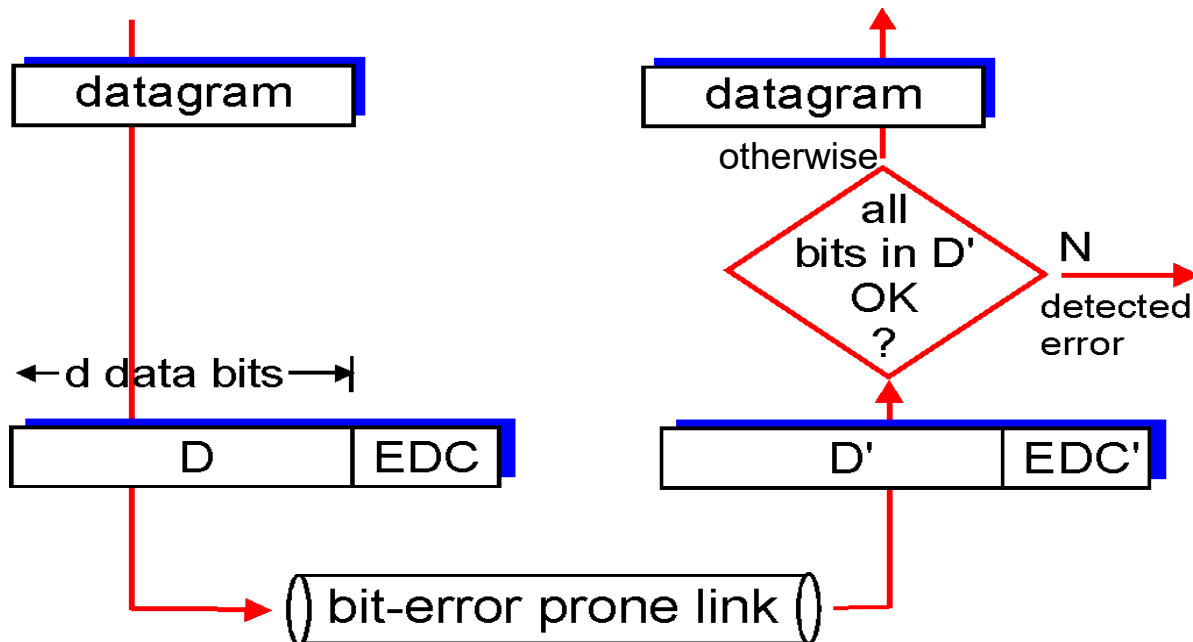 datagram
d data bits
D
EDC
bit-error prone link
datagram
otherwise
all
bits in D'
OK
?
N
detected
error
D'
EDC'